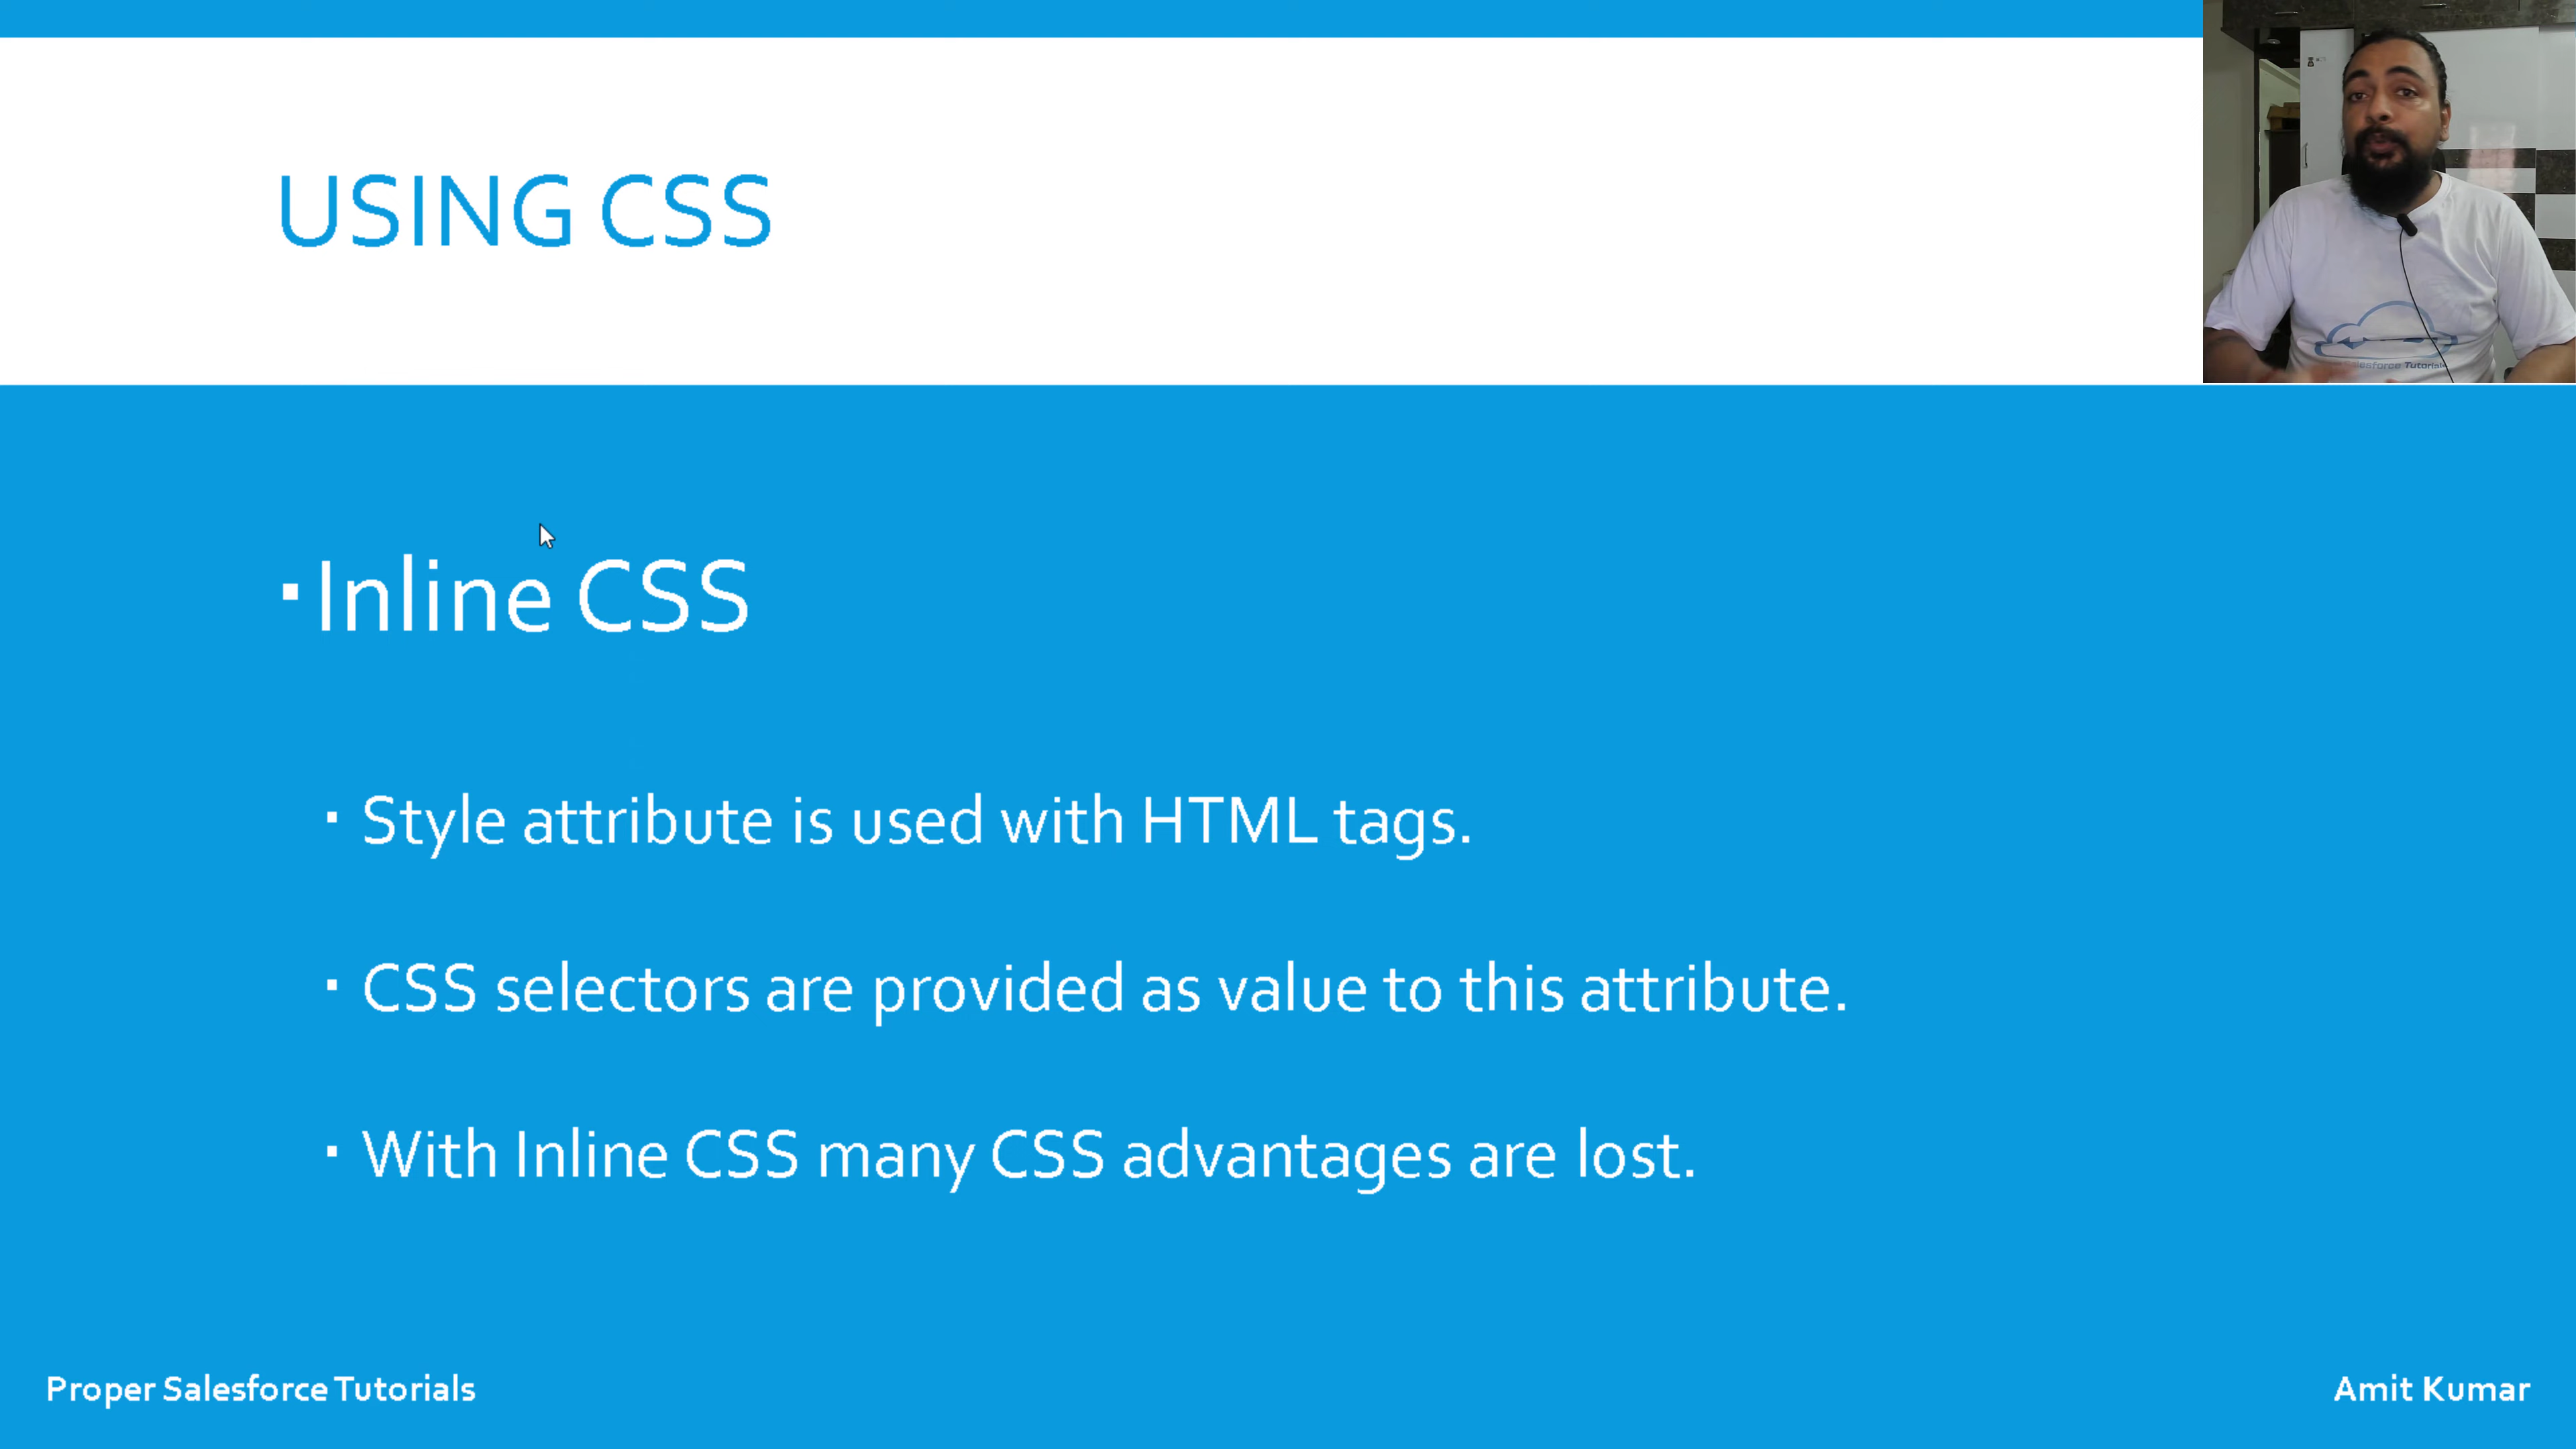 USING CSS
Inline CSS
Style attribute is used with HTML tags.
CSS selectors are provided as value to this attribute.
With Inline CSS many CSS advantages are lost.
Proper Salesforce Tutorials
Amit Kumar
Tutorials